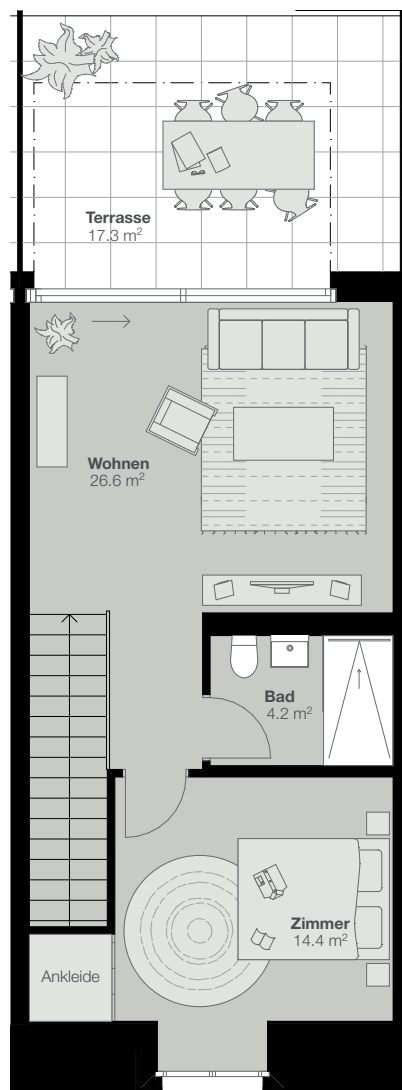 Terrasse
17.3 m²
Wohnen
26.6 m²
Bad
4.2 m²
Zimmer
14.4 m²
Ankleide